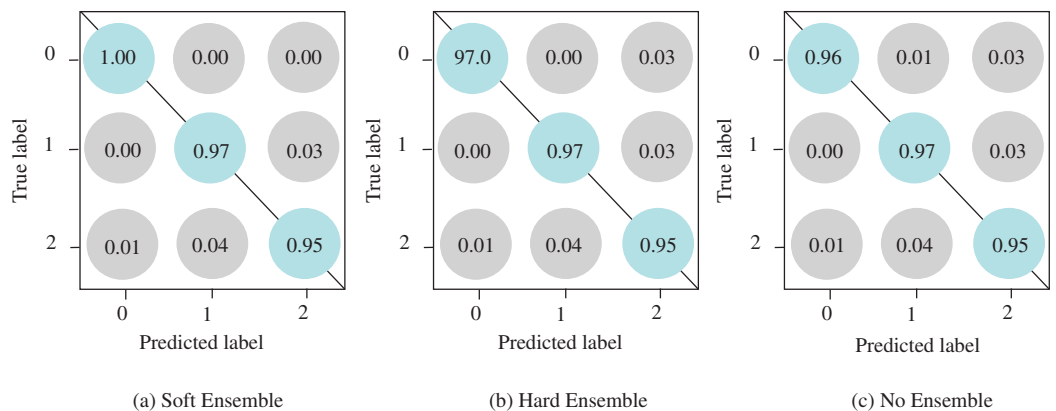 0 1.00 0.00 0.00
1 0.00 0.97 0.03
2 0.01 0.04 0.95
True label
0 1 2
Predicted label
(a) Soft Ensemble
0 97.0 0.00 0.03
1 0.00 0.97 0.03
2 0.01 0.04 0.95
True label
0 1 2
Predicted label
(b) Hard Ensemble
0 0.96 0.01 0.03
1 0.00 0.97 0.03
2 0.01 0.04 0.95
True label
0 1 2
Predicted label
(c) No Ensemble